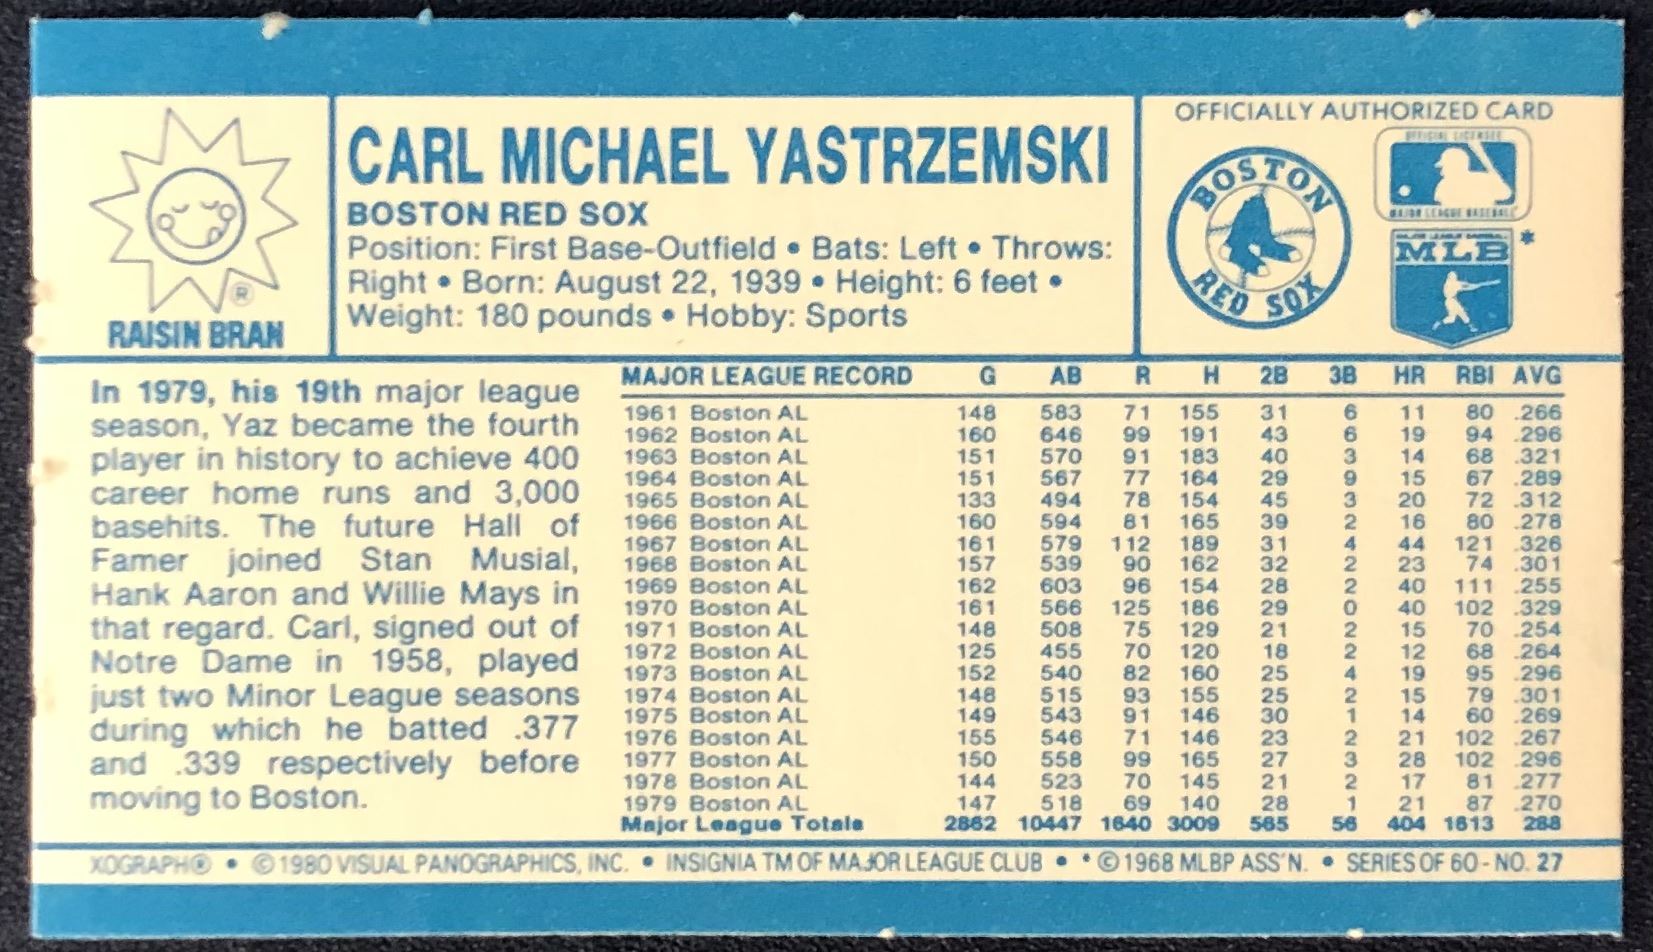 RAISIN BRAN
®
CARL MICHAEL YASTRZEMSKI
BOSTON RED SOX
Position: First Base-Outfield • Bats: Left • Throws:
Right • Born: August 22, 1939 • Height: 6 feet •
Weight: 180 pounds • Hobby: Sports
OFFICIALLY AUTHORIZED CARD
BOSTON
RED SOX
OFFICIAL LICENSEE
MAJOR LEAGUE BASEBALL
MLB *
In 1979, his 19th major league
season, Yaz became the fourth
player in history to achieve 400
career home runs and 3,000
basehits. The future Hall of
Famer joined Stan Musial,
Hank Aaron and Willie Mays in
that regard. Carl, signed out of
Notre Dame in 1958, played
just two Minor League seasons
during which he batted .377
and .339 respectively before
moving to Boston.
MAJOR LEAGUE RECORD G AB R H 2B 3B HR RBI AVG
1961 Boston AL 148 583 71 155 31 6 11 80 .266
1962 Boston AL 160 646 99 191 43 6 19 94 .296
1963 Boston AL 151 570 91 183 40 3 14 68 .321
1964 Boston AL 151 567 77 164 29 9 15 67 .289
1965 Boston AL 133 494 78 154 45 3 20 72 .312
1966 Boston AL 160 594 81 165 39 2 16 80 .278
1967 Boston AL 161 579 112 189 31 4 44 121 .326
1968 Boston AL 157 539 90 162 32 2 23 74 .301
1969 Boston AL 162 603 96 154 28 2 40 111 .255
1970 Boston AL 161 566 125 186 29 0 40 102 .329
1971 Boston AL 148 508 75 129 21 2 15 70 .254
1972 Boston AL 125 455 70 120 18 2 12 68 .264
1973 Boston AL 152 540 82 160 25 4 19 95 .296
1974 Boston AL 148 515 93 155 25 2 15 79 .301
1975 Boston AL 149 543 91 146 30 1 14 60 .269
1976 Boston AL 155 546 71 146 23 2 21 102 .267
1977 Boston AL 150 558 99 165 27 3 28 102 .296
1978 Boston AL 144 523 70 145 21 2 17 81 .277
1979 Boston AL 147 518 69 140 28 1 21 87 .270
Major League Totals 2862 10447 1640 3009 565 56 404 1613 288
XOGRAPH® • © 1980 VISUAL PANOGRAPHICS, INC. • INSIGNIA TM OF MAJOR LEAGUE CLUB • * © 1968 MLBP ASS'N. • SERIES OF 60 - NO. 27